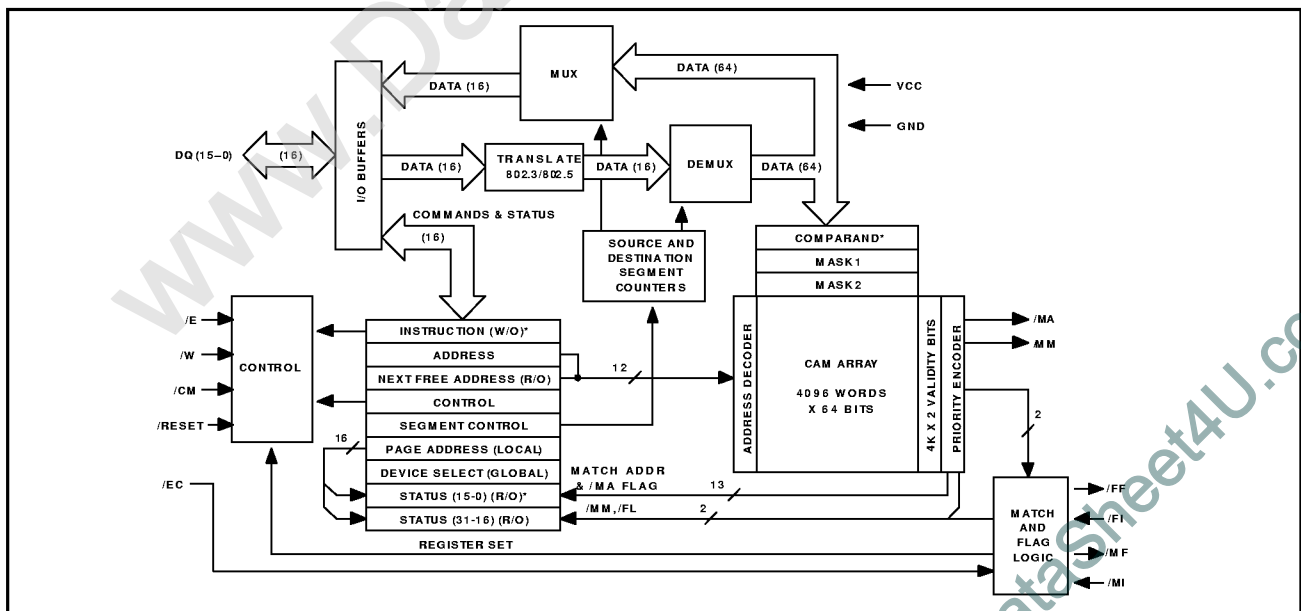 MUX
DATA (64)
DATA (16)
VCC
GND
I/O BUFFERS
DQ (15–0)
(16)
DATA (16)
TRANSLATE
802.3/802.5
DATA (16)
DEMUX
DATA (64)
COMMANDS & STATUS
(16)
SOURCE AND
DESTINATION
SEGMENT
COUNTERS
COMPARAND*
MASK1
MASK2
/E
/W
/CM
/RESET
CONTROL
INSTRUCTION (W/O)*
ADDRESS
NEXT FREE ADDRESS (R/O)
CONTROL
SEGMENT CONTROL
PAGE ADDRESS (LOCAL)
DEVICE SELECT (GLOBAL)
STATUS (15-0) (R/O)*
STATUS (31-16) (R/O)
REGISTER SET
16
12
ADDRESS DECODER
CAM ARRAY
4096 WORDS
X 64 BITS
4K X 2 VALIDITY BITS
PRIORITY ENCODER
/MA
/MM
2
MATCH ADDR
& /MA FLAG
13
/MM, /FL
2
/EC
MATCH
AND
FLAG
LOGIC
/FF
/FI
/MF
/MI
www.Da
ataSheet4U.co